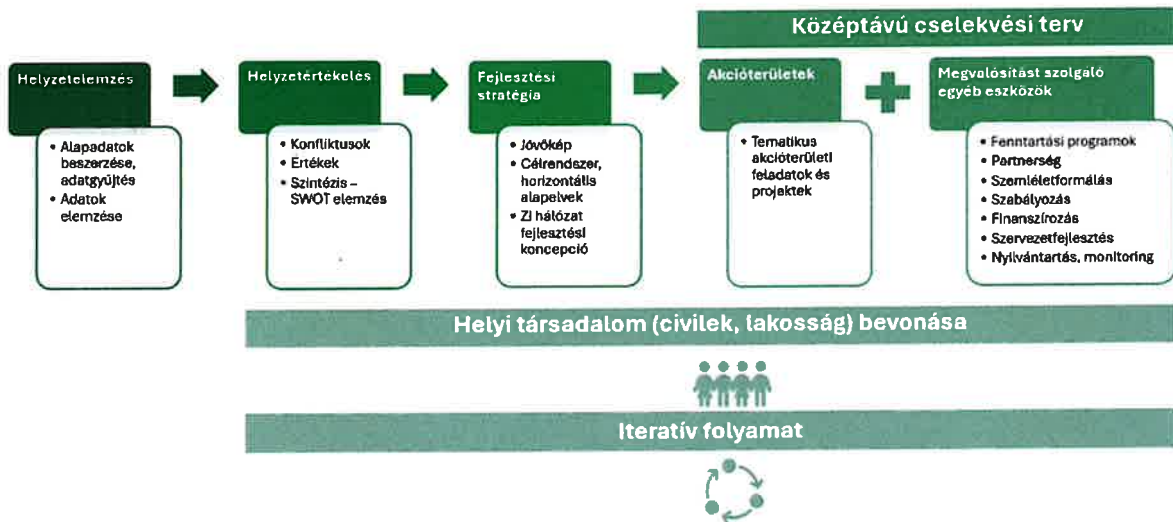 Középtávú cselekvési terv
Helyzetelemzés
• Alapadatok
beszerzése,
adatgyűjtés
• Adatok
elemzése
Helyzetértékelés
• Konfliktusok
• Értékek
• Szintézis –
SWOT elemzés
Fejlesztési
stratégia
• Jövőkép
• Célrendszer,
horizontális
alapelvek
• ZI hálózat
fejlesztési
koncepció
Akcióterületek
• Tematikus
akcióterületi
feladatok és
projektek
Megvalósítást szolgáló
egyéb eszközök
• Fenntartási programok
• Partnerség
• Szemléletformálás
• Szabályozás
• Finanszírozás
• Szervezetfejlesztés
• Nyilvántartás, monitoring
Helyi társadalom (civilek, lakosság) bevonása
Iteratív folyamat